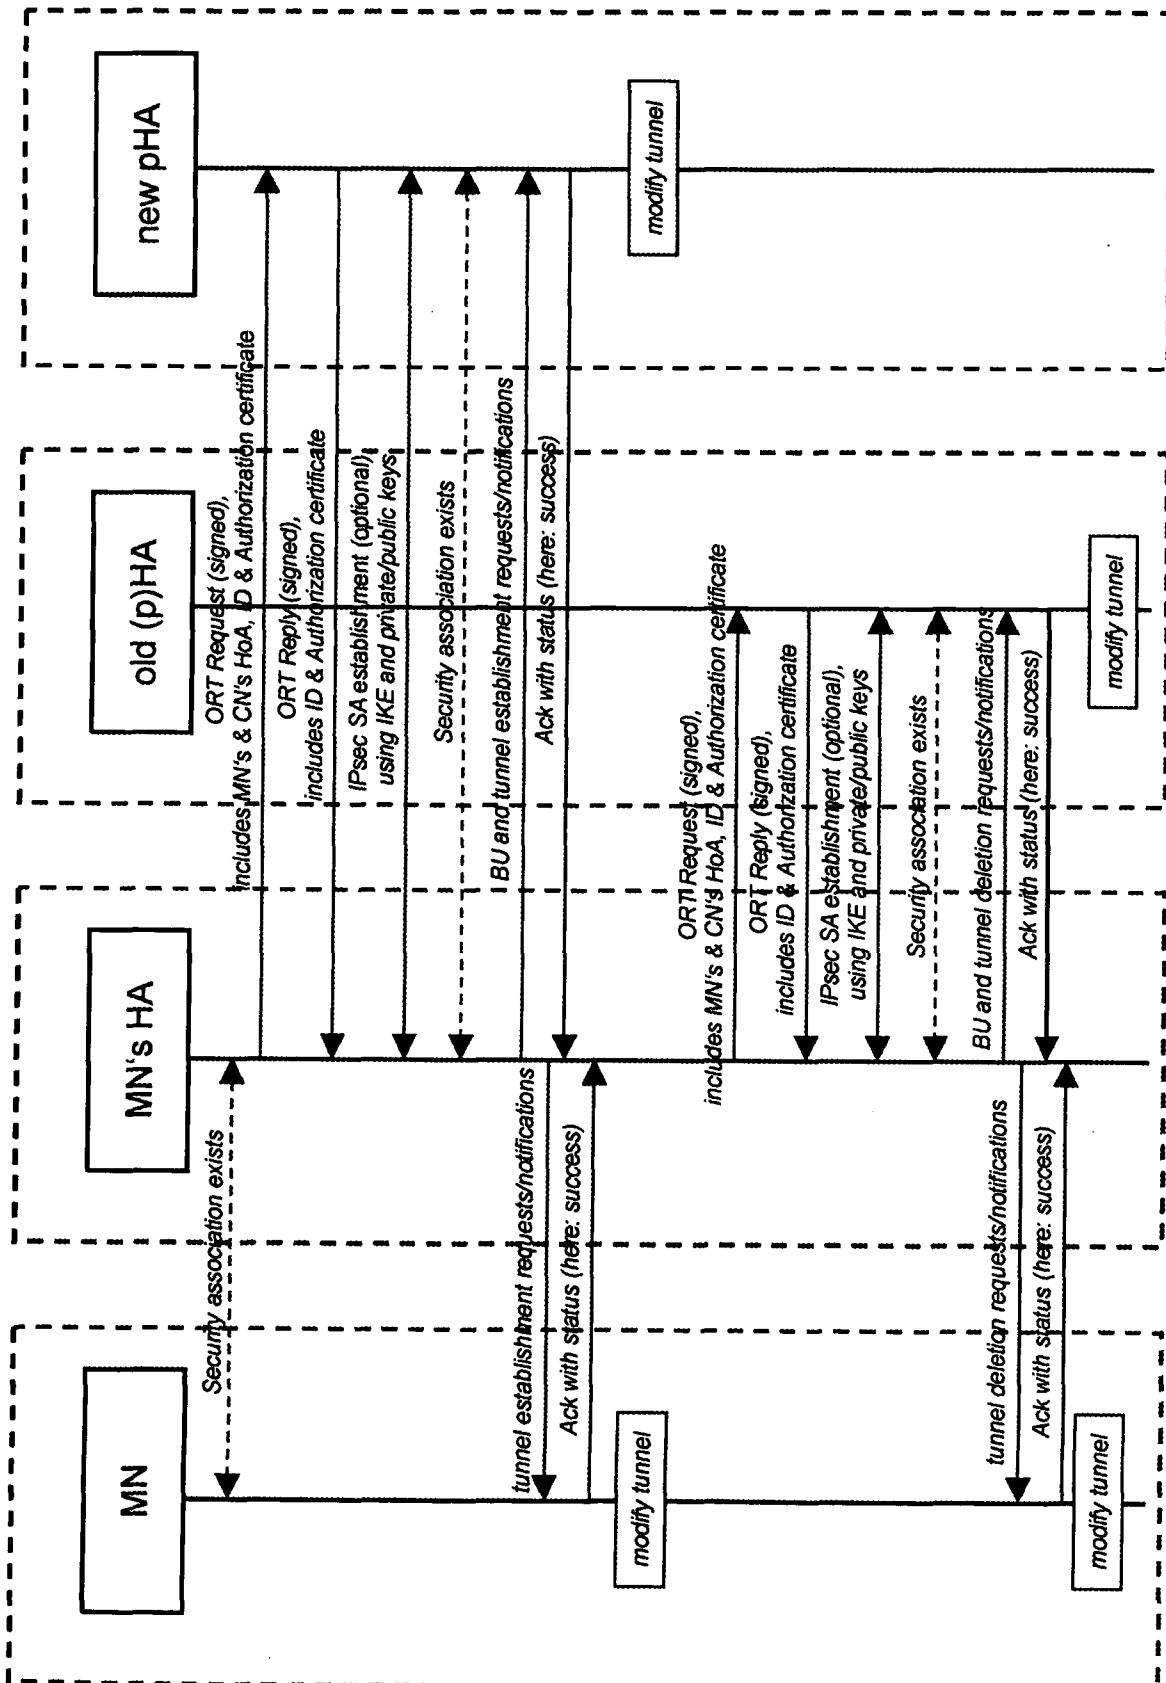 MN
MN's HA
old (p)HA
new pHA
Security association exists
ORT Request (signed),
includes MN's & CN's HoA, ID & Authorization certificate
ORT Reply (signed),
includes ID & Authorization certificate
IPsec SA establishment (optional),
using IKE and private/public keys
Security association exists
BU and tunnel establishment requests/notifications
tunnel establishment requests/notifications
Ack with status (here: success)
Ack with status (here: success)
modify tunnel
modify tunnel
ORT Request (signed),
includes MN's & CN's HoA, ID & Authorization certificate
ORT Reply (signed),
includes ID & Authorization certificate
IPsec SA establishment (optional),
using IKE and private/public keys
Security association exists
BU and tunnel deletion requests/notifications
tunnel deletion requests/notifications
Ack with status (here: success)
Ack with status (here: success)
modify tunnel
modify tunnel